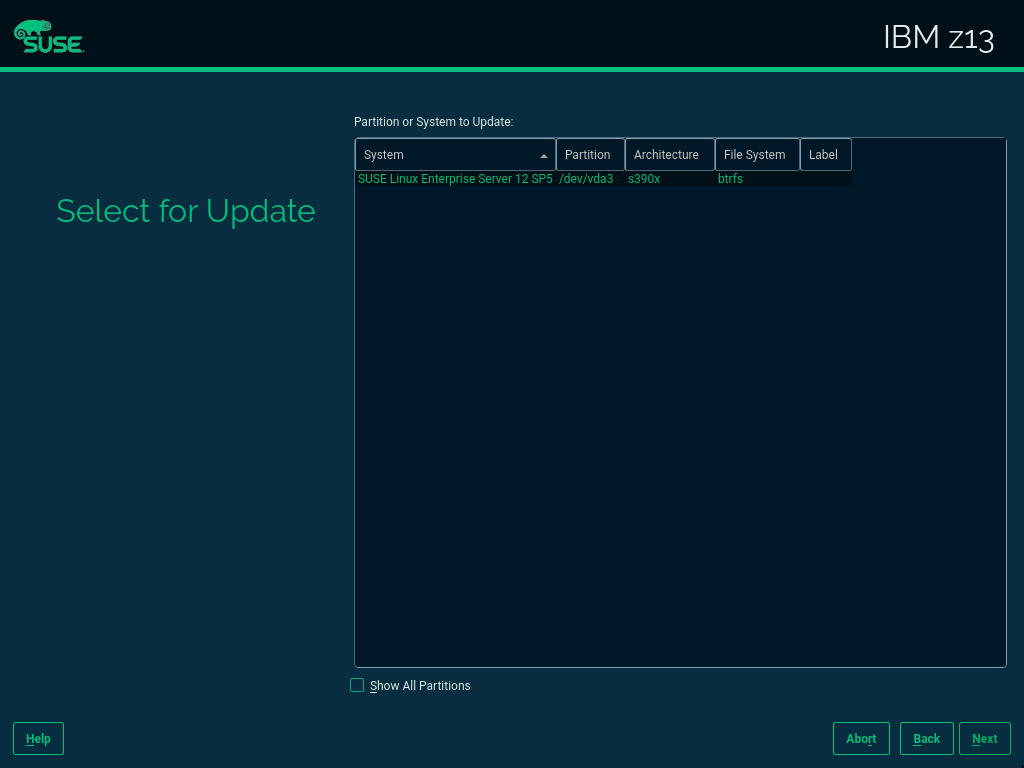 SUSE
IBM z13
Partition or System to Update:
System Partition Architecture File System Label
SUSE Linux Enterprise Server 12 SP5 /dev/vda3 s390x btrfs
Select for Update
Show All Partitions
Help Abort Back Next